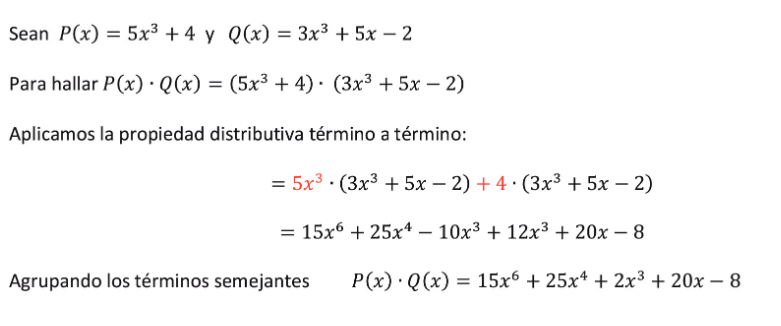 Sean P(x) = 5x³ + 4 y Q(x) = 3x³ + 5x − 2
Para hallar P(x) · Q(x) = (5x³ + 4) · (3x³ + 5x − 2)
Aplicamos la propiedad distributiva término a término:
= 5x³ · (3x³ + 5x − 2) + 4 · (3x³ + 5x − 2)
= 15x⁶ + 25x⁴ − 10x³ + 12x³ + 20x − 8
Agrupando los términos semejantes P(x) · Q(x) = 15x⁶ + 25x⁴ + 2x³ + 20x − 8